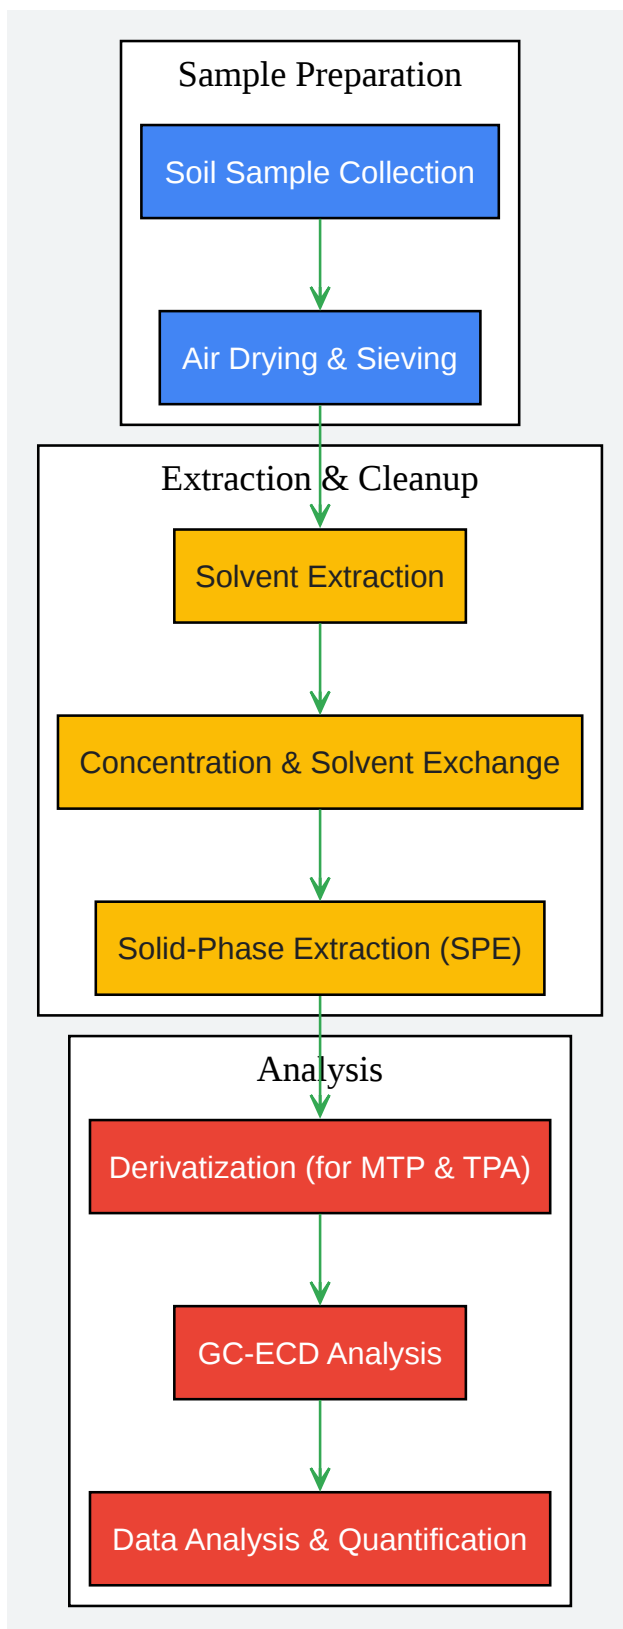 Sample Preparation
Soil Sample Collection
Air Drying & Sieving
Extraction & Cleanup
Solvent Extraction
Concentration & Solvent Exchange
Solid-Phase Extraction (SPE)
Analysis
Derivatization (for MTP & TPA)
GC-ECD Analysis
Data Analysis & Quantification